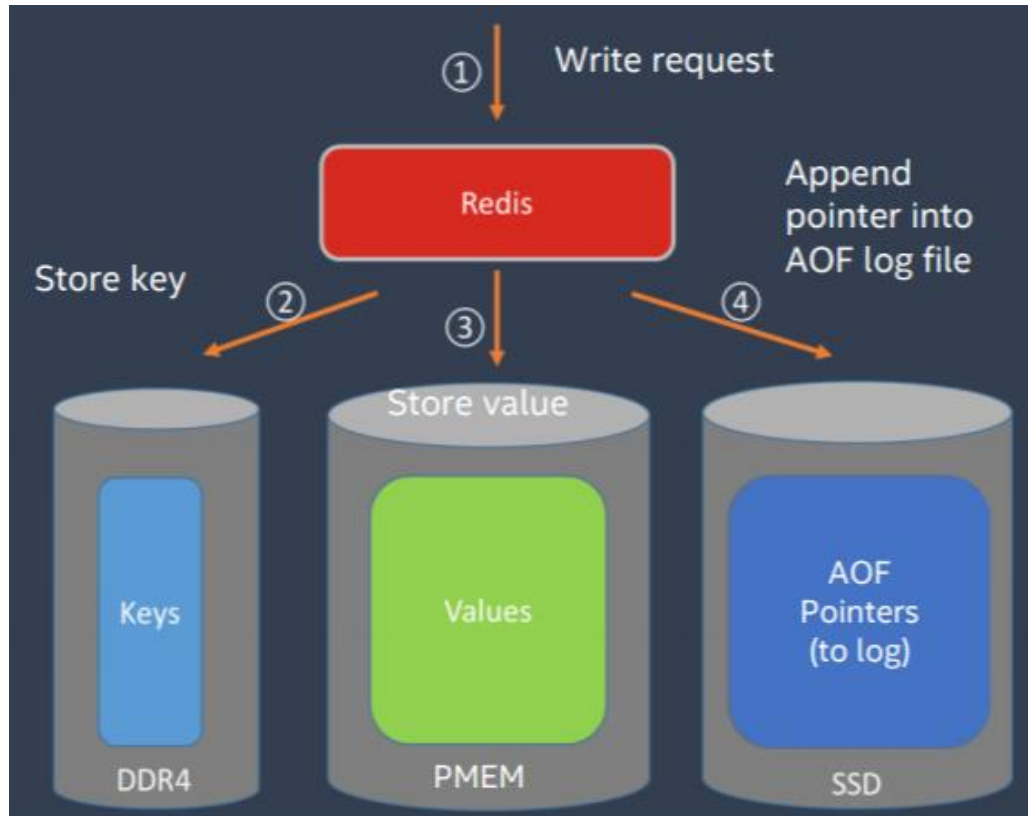 ①
Write request
Redis
Append
pointer into
AOF log file
Store key
②
③
④
Store value
Keys
Values
AOF
Pointers
(to log)
DDR4
PMEM
SSD